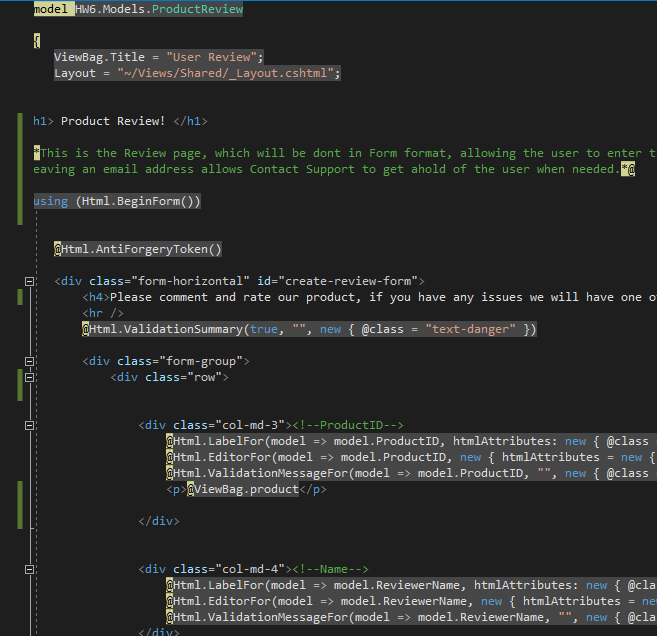 model HW6.Models.ProductReview
{
ViewBag.Title = "User Review";
Layout = "~/Views/Shared/_Layout.cshtml";
h1> Product Review! </h1>
*This is the Review page, which will be dont in Form format, allowing the user to enter t
eaving an email address allows Contact Support to get ahold of the user when needed.*@
using (Html.BeginForm())
@Html.AntiForgeryToken()
<div class="form-horizontal" id="create-review-form">
<h4>Please comment and rate our product, if you have any issues we will have one o
<hr />
@Html.ValidationSummary(true, "", new { @class = "text-danger" })
<div class="form-group">
<div class="row">
<div class="col-md-3"><!--ProductID-->
@Html.LabelFor(model => model.ProductID, htmlAttributes: new { @class =
@Html.EditorFor(model => model.ProductID, new { htmlAttributes = new {
@Html.ValidationMessageFor(model => model.ProductID, "", new { @class
<p>@ViewBag.product</p>
</div>
<div class="col-md-4"><!--Name-->
@Html.LabelFor(model => model.ReviewerName, htmlAttributes: new { @cla
@Html.EditorFor(model => model.ReviewerName, new { htmlAttributes = new
@Html.ValidationMessageFor(model => model.ReviewerName, "", new { @cla
</div>